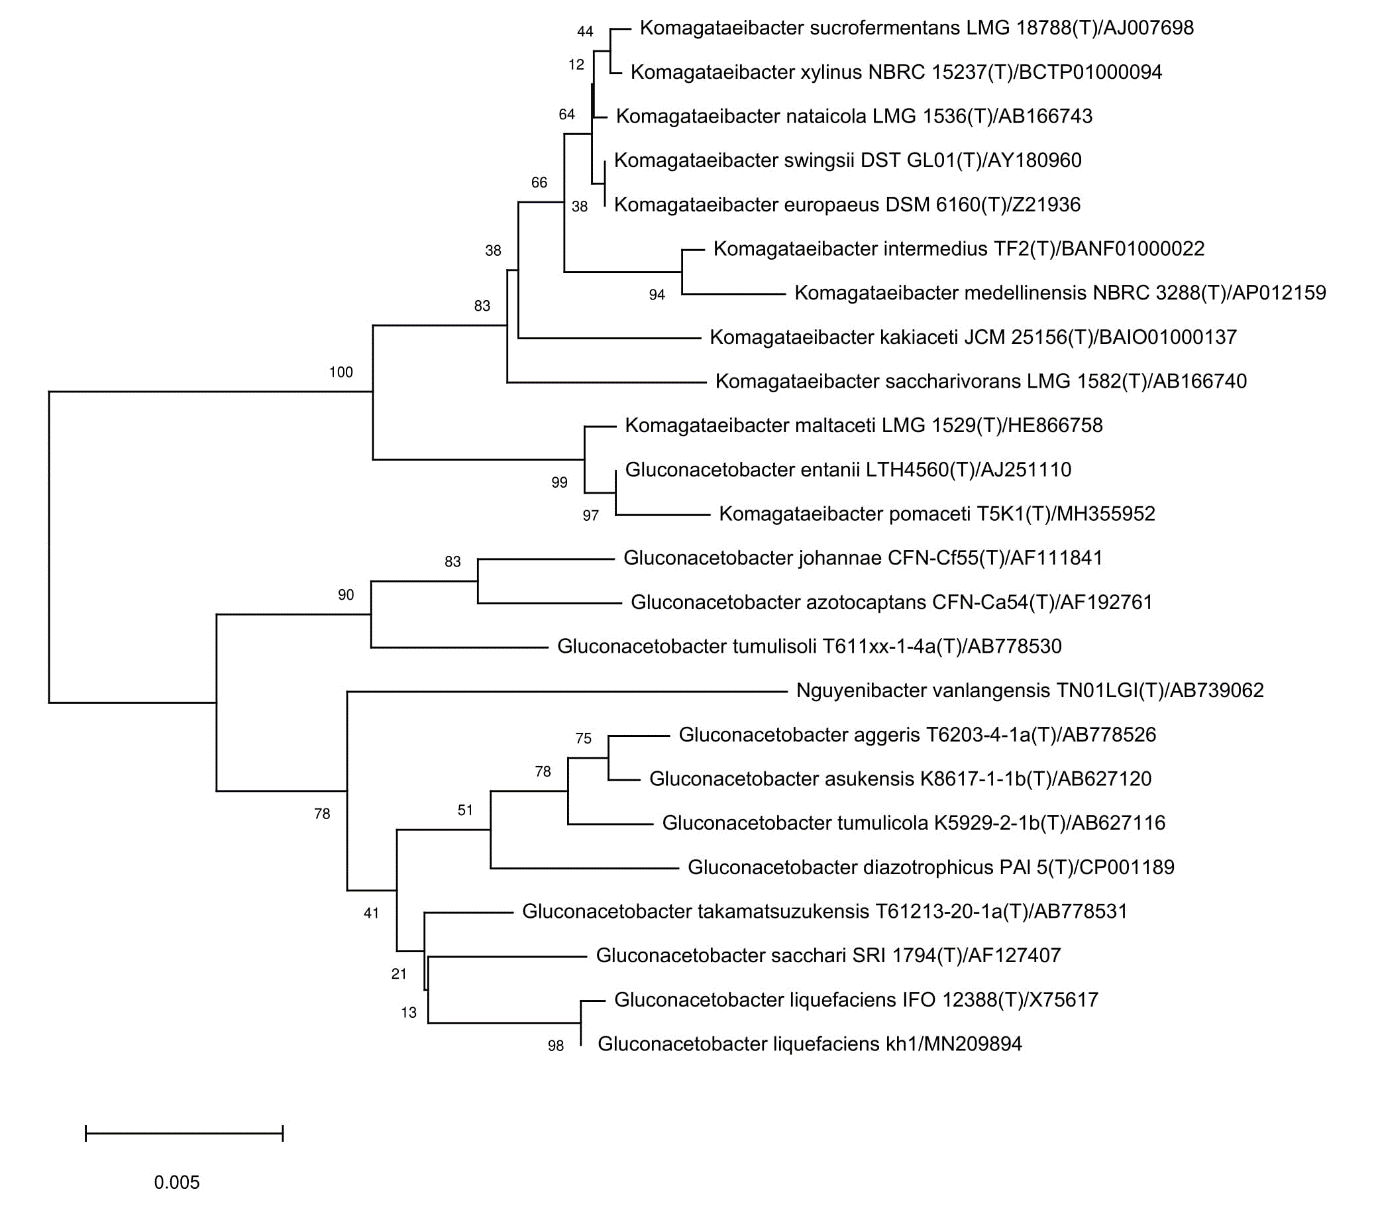 44
Komagataeibacter sucrofermentans LMG 18788(T)/AJ007698
12
Komagataeibacter xylinus NBRC 15237(T)/BCTP01000094
64
Komagataeibacter nataicola LMG 1536(T)/AB166743
Komagataeibacter swingsii DST GL01(T)/AY180960
66
38
Komagataeibacter europaeus DSM 6160(T)/Z21936
38
Komagataeibacter intermedius TF2(T)/BANF01000022
94
Komagataeibacter medellinensis NBRC 3288(T)/AP012159
83
Komagataeibacter kakiaceti JCM 25156(T)/BAIO01000137
100
Komagataeibacter saccharivorans LMG 1582(T)/AB166740
Komagataeibacter maltaceti LMG 1529(T)/HE866758
99
Gluconacetobacter entanii LTH4560(T)/AJ251110
97
Komagataeibacter pomaceti T5K1(T)/MH355952
83
Gluconacetobacter johannae CFN-Cf55(T)/AF111841
90
Gluconacetobacter azotocaptans CFN-Ca54(T)/AF192761
Gluconacetobacter tumulisoli T611xx-1-4a(T)/AB778530
Nguyenibacter vanlangensis TN01LGI(T)/AB739062
75
Gluconacetobacter aggeris T6203-4-1a(T)/AB778526
78
Gluconacetobacter asukensis K8617-1-1b(T)/AB627120
78
51
Gluconacetobacter tumulicola K5929-2-1b(T)/AB627116
Gluconacetobacter diazotrophicus PAl 5(T)/CP001189
41
Gluconacetobacter takamatsuzukensis T61213-20-1a(T)/AB778531
21
Gluconacetobacter sacchari SRI 1794(T)/AF127407
13
Gluconacetobacter liquefaciens IFO 12388(T)/X75617
98
Gluconacetobacter liquefaciens kh1/MN209894
0.005